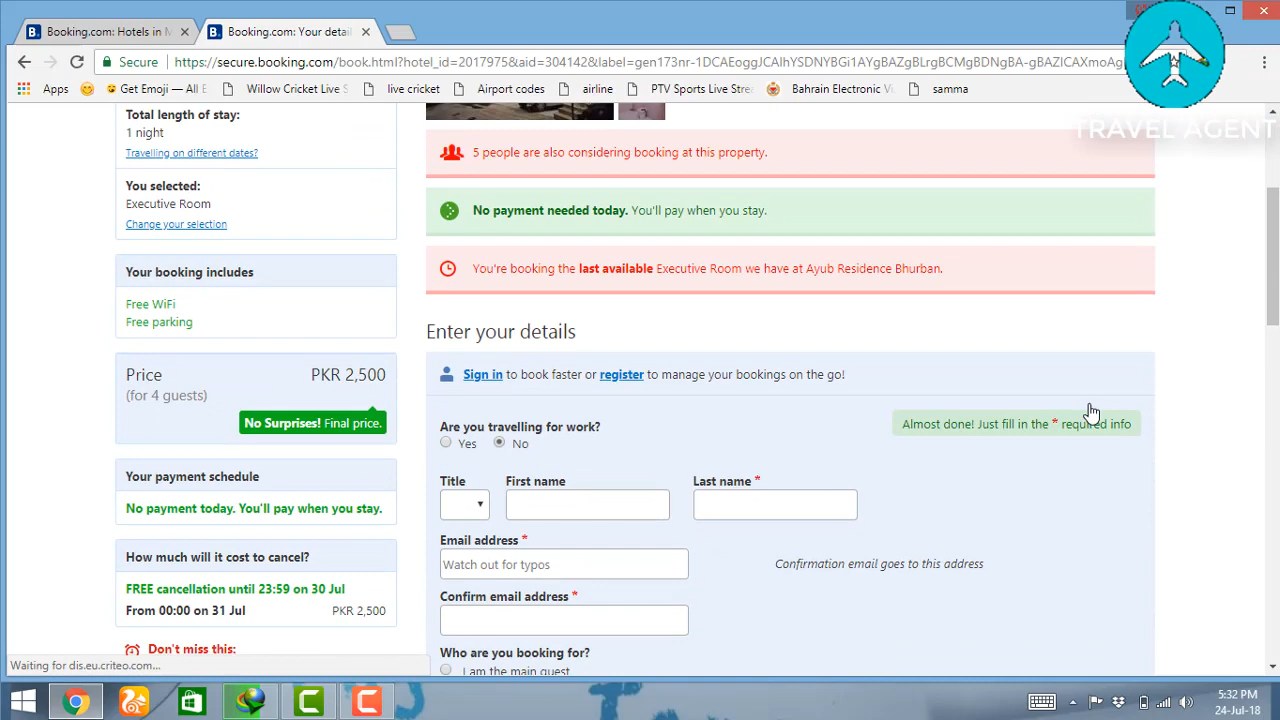 Booking.com: Hotels in M
Booking.com: Your detai
Secure
https://secure.booking.com/book.html?hotel_id=2017975&aid=304142&label=gen173nr-1DCAEoggJCAlhYSDNYBGi1AYgBAZgBLrgBCMgBDNgBA-gBAZICAXmoAg
Apps
Get Emoji — All E
Willow Cricket Live S
live cricket
Airport codes
airline
PTV Sports Live Strea
Bahrain Electronic V
samma
TRAVEL AGENT
Total length of stay:
1 night
Travelling on different dates?
You selected:
Executive Room
Change your selection
Your booking includes
Free WiFi
Free parking
Price PKR 2,500
(for 4 guests)
No Surprises! Final price.
Your payment schedule
No payment today. You'll pay when you stay.
How much will it cost to cancel?
FREE cancellation until 23:59 on 30 Jul
From 00:00 on 31 Jul PKR 2,500
Don't miss this:
5 people are also considering booking at this property.
No payment needed today. You'll pay when you stay.
You're booking the last available Executive Room we have at Ayub Residence Bhurban.
Enter your details
Sign in to book faster or register to manage your bookings on the go!
Are you travelling for work?
Yes No
Almost done! Just fill in the * required info
Title First name Last name *
Email address *
Watch out for typos
Confirmation email goes to this address
Confirm email address *
Who are you booking for?
I am the main guest
Waiting for dis.eu.criteo.com...
5:32 PM
24-Jul-18